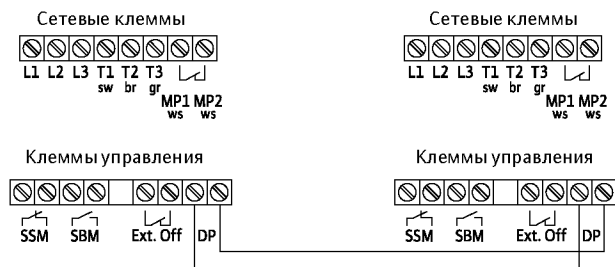 Сетевые клеммы
L1 L2 L3 T1 T2 T3
sw br gr
MP1 MP2
ws ws
Клеммы управления
SSM SBM Ext. Off DP
Сетевые клеммы
L1 L2 L3 T1 T2 T3
sw br gr
MP1 MP2
ws ws
Клеммы управления
SSM SBM Ext. Off DP